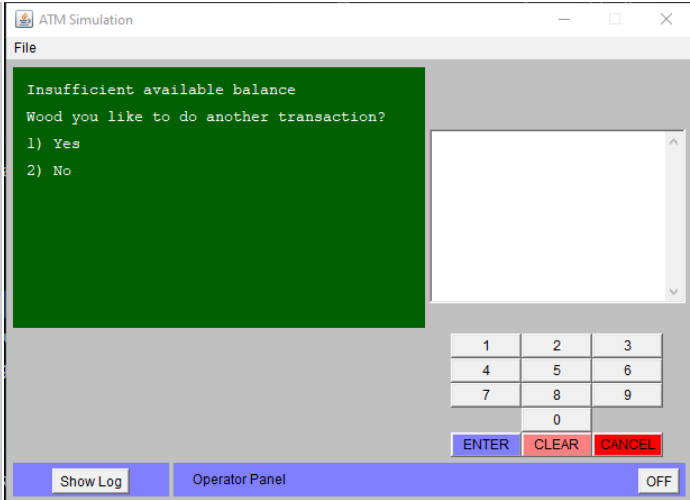 ATM Simulation
File
Insufficient available balance
Wood you like to do another transaction?
1) Yes
2) No
1 2 3
4 5 6
7 8 9
0
ENTER CLEAR CANCEL
Show Log Operator Panel OFF